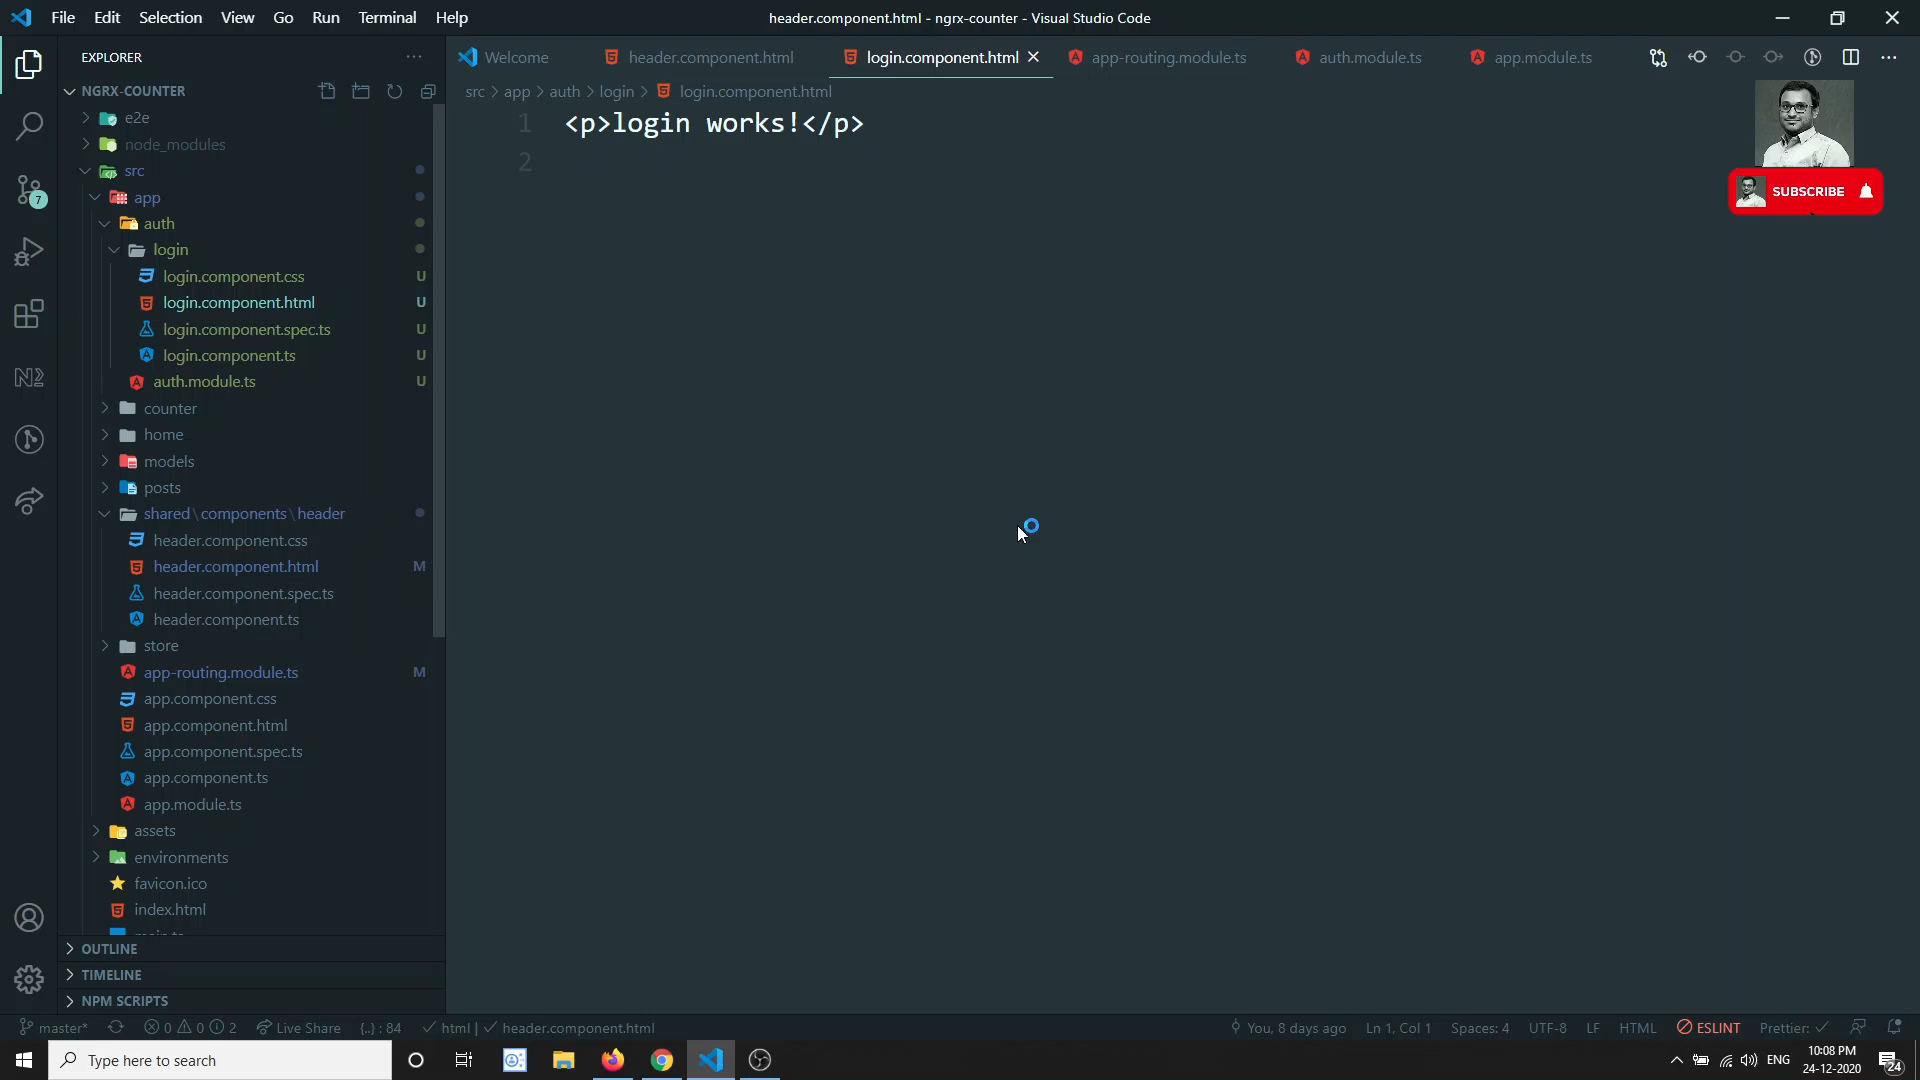 File Edit Selection View Go Run Terminal Help
header.component.html - ngrx-counter - Visual Studio Code
EXPLORER
Welcome
header.component.html
login.component.html
app-routing.module.ts
auth.module.ts
app.module.ts
NGRX-COUNTER
src > app > auth > login > login.component.html
1 <p>login works!</p>
2
SUBSCRIBE
e2e
node_modules
src
7
app
auth
login
login.component.css U
login.component.html U
login.component.spec.ts U
login.component.ts U
auth.module.ts U
counter
home
models
posts
shared\components\header
header.component.css
header.component.html M
header.component.spec.ts
header.component.ts
store
app-routing.module.ts M
app.component.css
app.component.html
app.component.spec.ts
app.component.ts
app.module.ts
assets
environments
favicon.ico
index.html
OUTLINE
TIMELINE
NPM SCRIPTS
master* 0 0 2 Live Share {..} : 84 html | header.component.html
You, 8 days ago Ln 1, Col 1 Spaces: 4 UTF-8 LF HTML ESLINT Prettier:
Type here to search
ENG
10:08 PM
24-12-2020
24